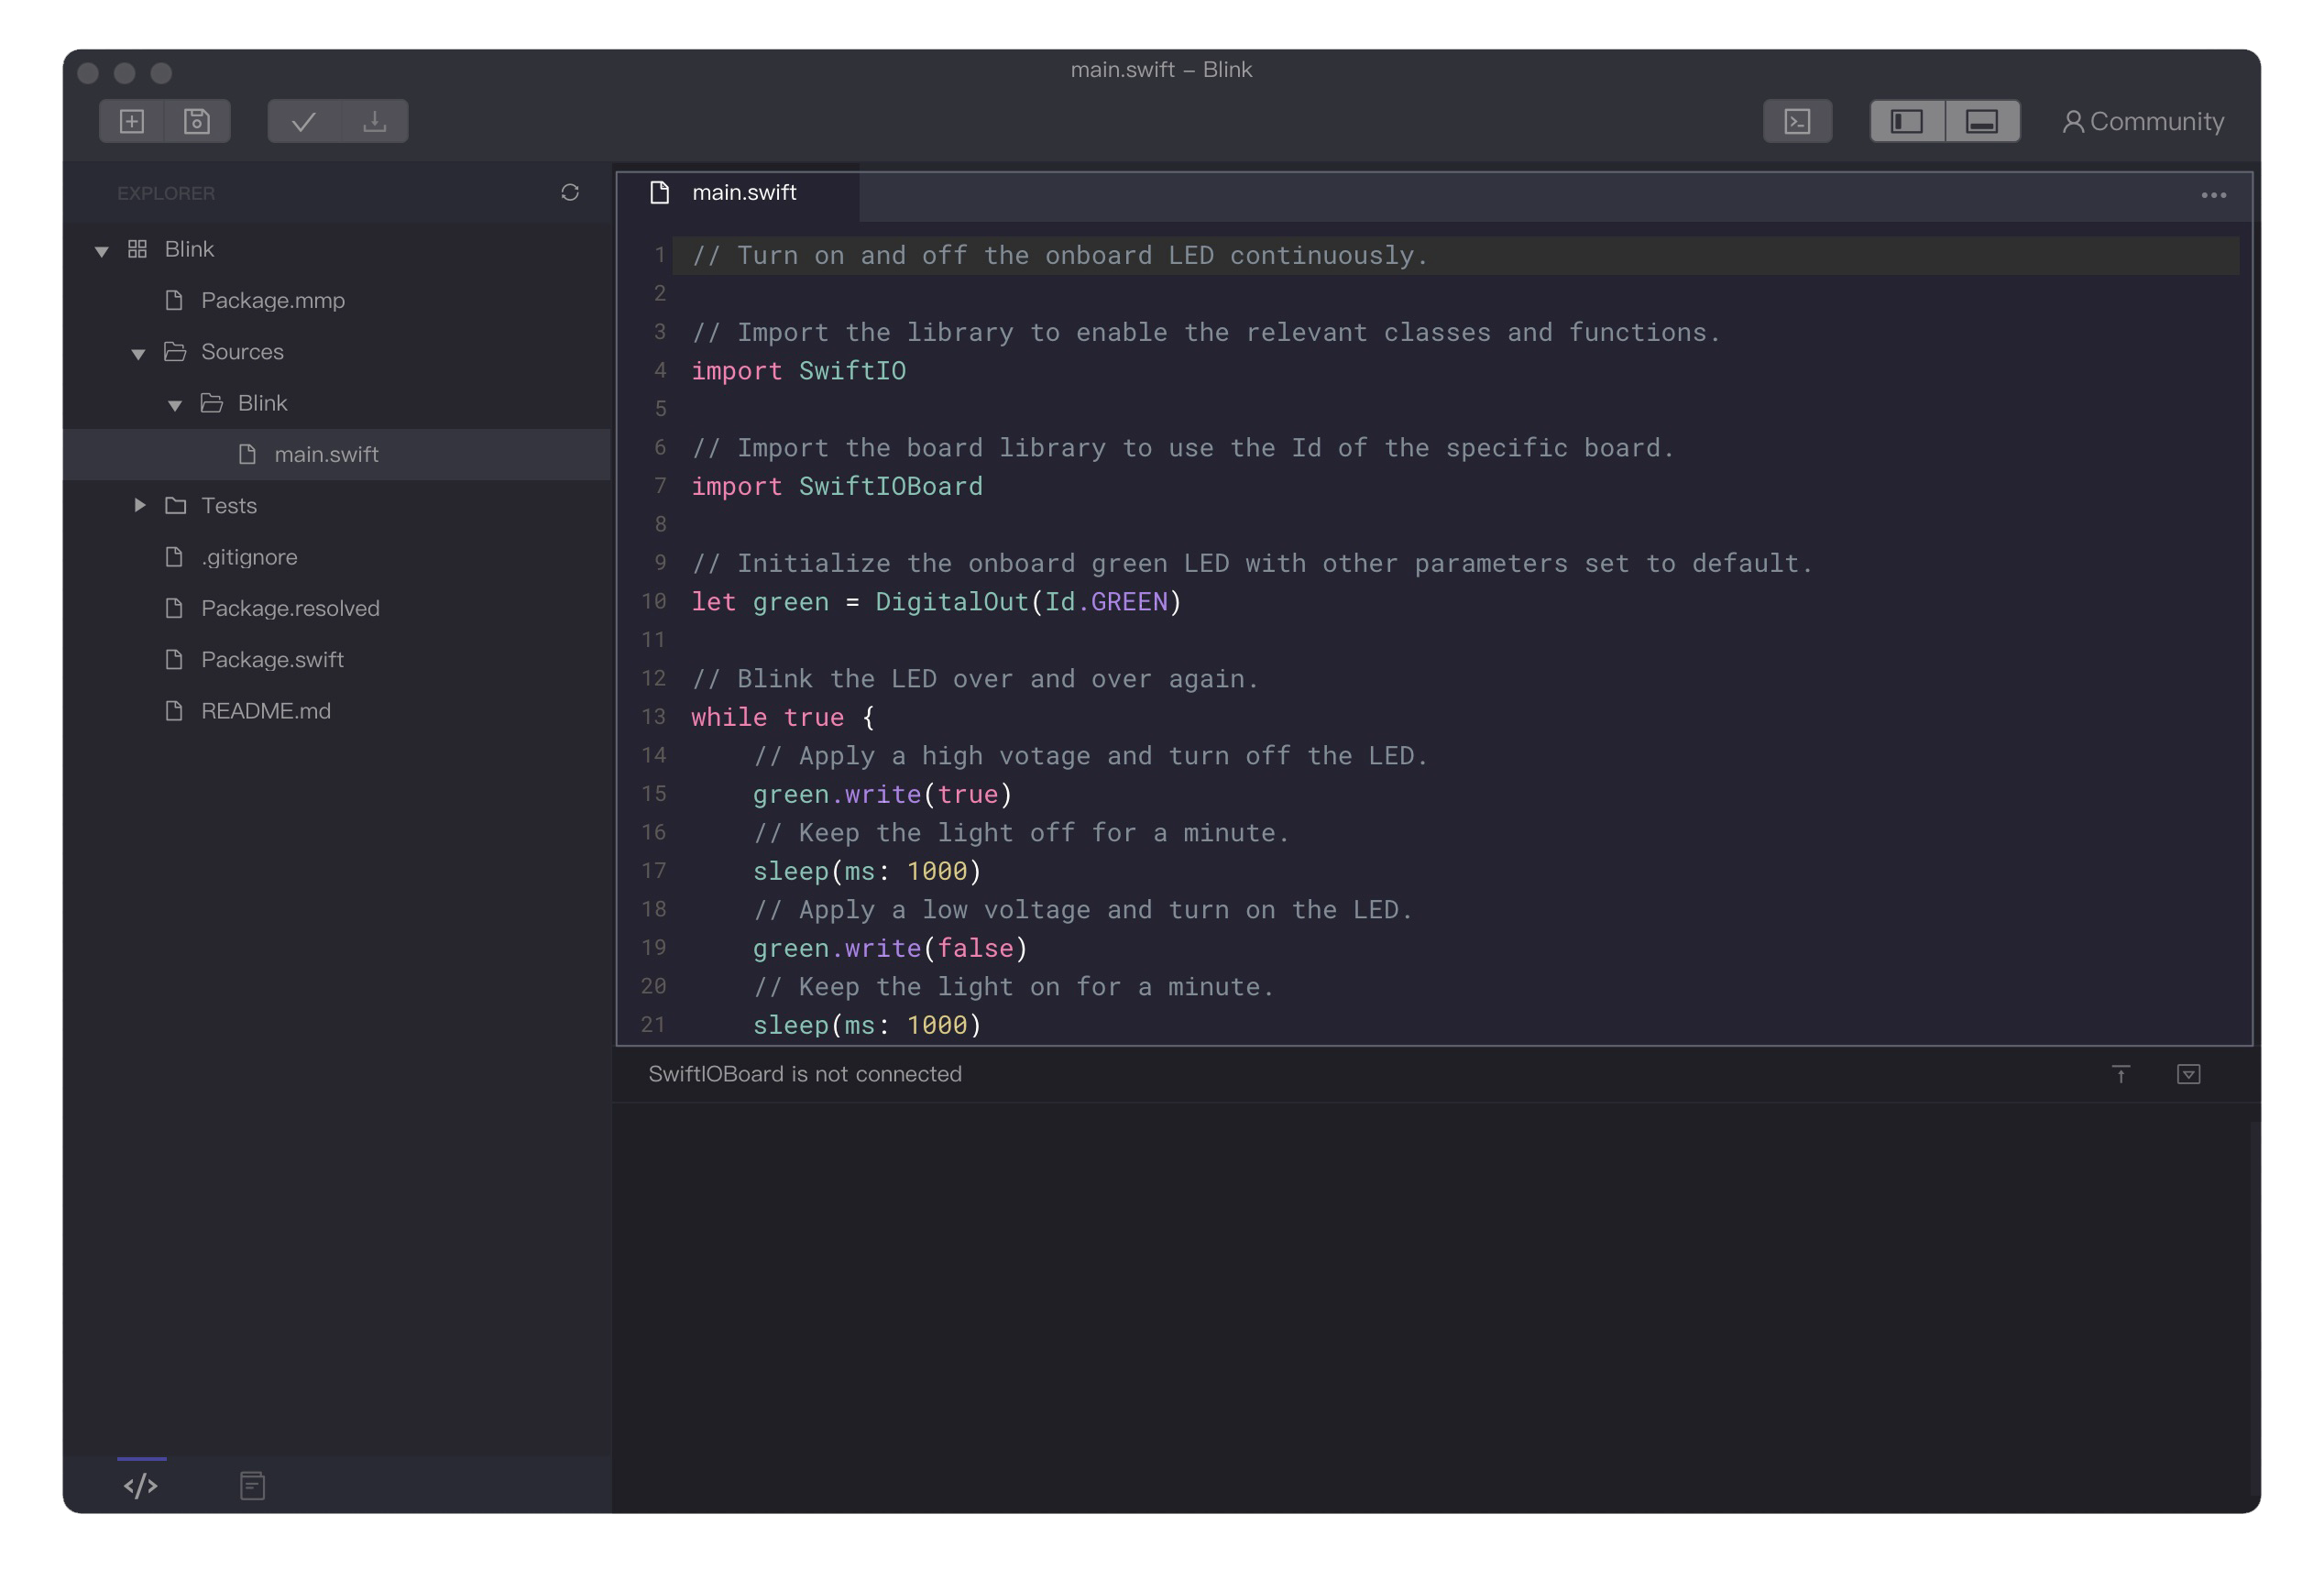 main.swift – Blink
Community
EXPLORER
Blink
Package.mmp
Sources
Blink
main.swift
Tests
.gitignore
Package.resolved
Package.swift
README.md
main.swift
1 // Turn on and off the onboard LED continuously.
2
3 // Import the library to enable the relevant classes and functions.
4 import SwiftIO
5
6 // Import the board library to use the Id of the specific board.
7 import SwiftIOBoard
8
9 // Initialize the onboard green LED with other parameters set to default.
10 let green = DigitalOut(Id.GREEN)
11
12 // Blink the LED over and over again.
13 while true {
14     // Apply a high votage and turn off the LED.
15     green.write(true)
16     // Keep the light off for a minute.
17     sleep(ms: 1000)
18     // Apply a low voltage and turn on the LED.
19     green.write(false)
20     // Keep the light on for a minute.
21     sleep(ms: 1000)
SwiftIOBoard is not connected